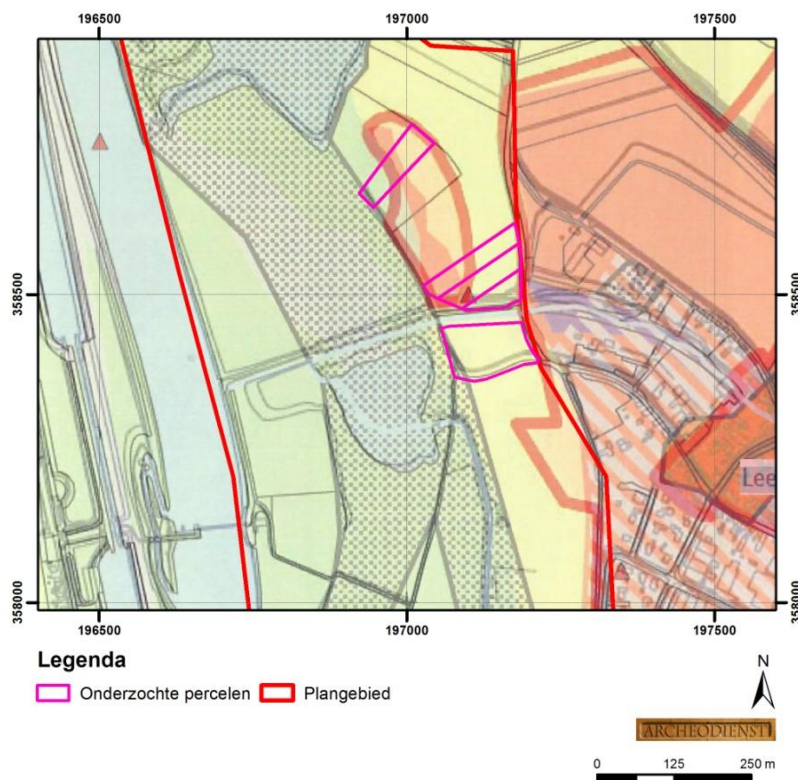 196500 197000 197500
358500 358500
Lee
358000 358000
196500 197000 197500
Legenda
Onderzochte percelen Plangebied
N
ARCHEODIENST
0 125 250 m